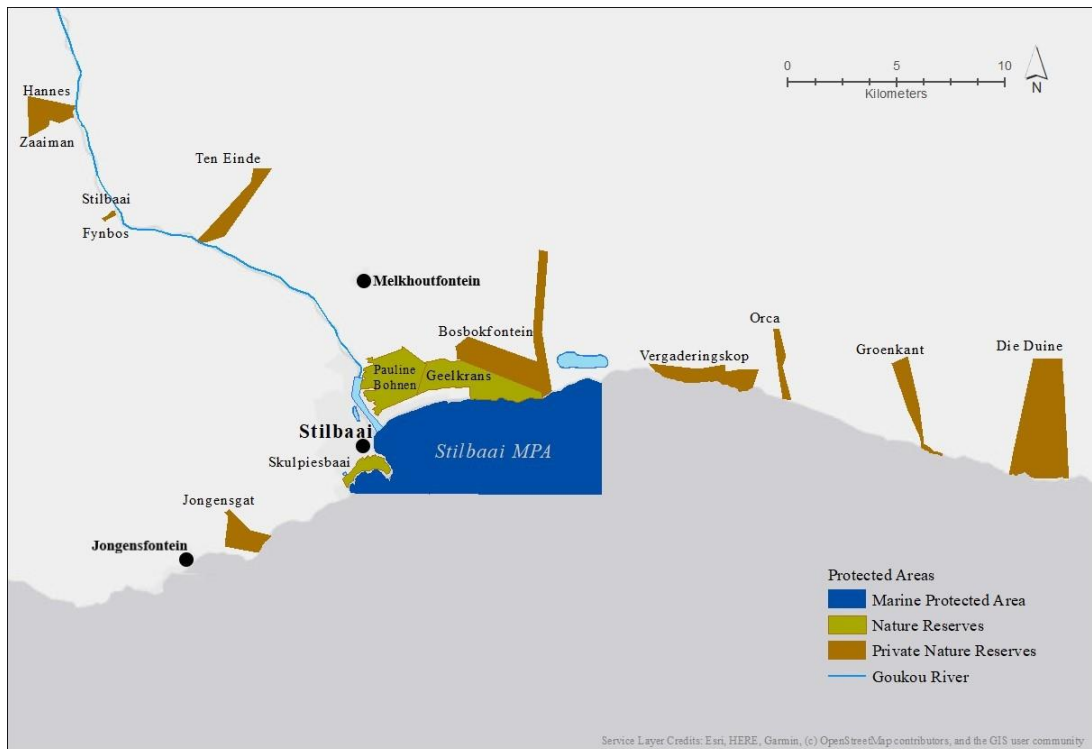 0 5 10
Kilometers
N
Hannes
Zaaiman
Ten Einde
Stilbaai
Fynbos
Melkhoutfontein
Bosbokfontein
Orca
Vergaderingskop
Groenkant
Die Duine
Pauline
Bohnen
Geelkrans
Stilbaai
Stilbaai MPA
Skulpiesbaai
Jongensgat
Jongensfontein
Protected Areas
Marine Protected Area
Nature Reserves
Private Nature Reserves
Goukou River
Service Layer Credits: Esri, HERE, Garmin, (c) OpenStreetMap contributors, and the GIS user community